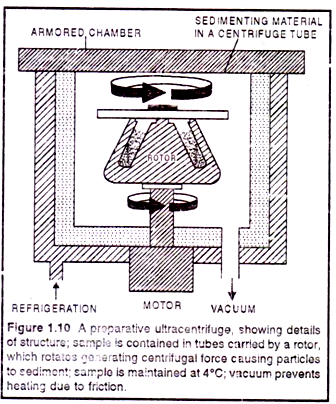 SEDIMENTING MATERIAL
ARMORED CHAMBER
IN A CENTRIFUGE TUBE
ROTOR
REFRIGERATION
MOTOR
VACUUM
Figure 1.10 A preparative ultracentrifuge, showing details
of structure; sample is contained in tubes carried by a rotor,
which rotates generating centrifugal force causing particles
to sediment; sample is maintained at 4°C; vacuum prevents
heating due to friction.